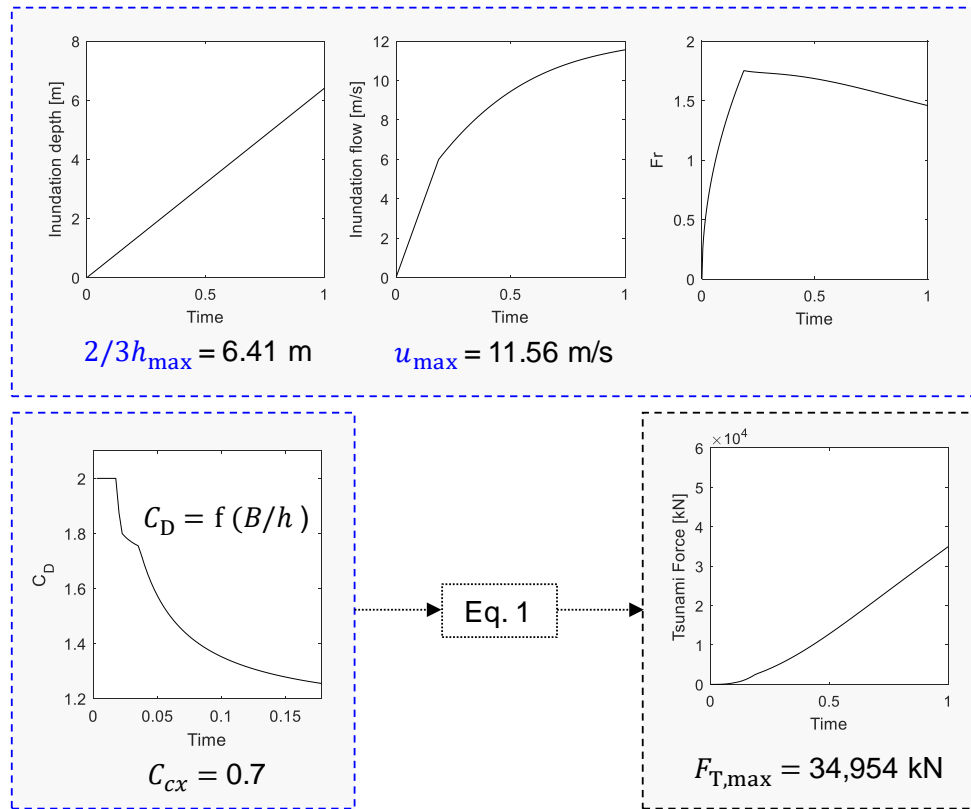 8
6
4
2
0
0
0.5
1
Inundation depth [m]
Time
2/3h_max = 6.41 m
12
10
8
6
4
2
0
0
0.5
1
Inundation flow [m/s]
Time
u_max = 11.56 m/s
2
1.5
1
0.5
0
0
0.5
1
Fr
Time
2
1.8
1.6
1.4
1.2
0
0.05
0.1
0.15
C_D
Time
C_D = f (B/h )
C_cx = 0.7
Eq. 1
×10^4
6
5
4
3
2
1
0
0
0.5
1
Tsunami Force [kN]
Time
F_T,max = 34,954 kN